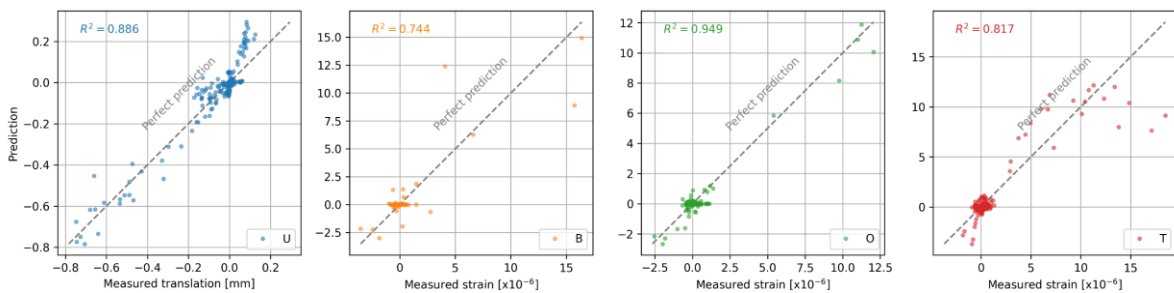 R² = 0.886
Perfect prediction
U
0.2
0.0
−0.2
−0.4
−0.6
−0.8
Prediction
−0.8 −0.6 −0.4 −0.2 0.0 0.2
Measured translation [mm]
R² = 0.744
Perfect prediction
B
15.0
12.5
10.0
7.5
5.0
2.5
0.0
−2.5
0 5 10 15
Measured strain [x10⁻⁶]
R² = 0.949
Perfect prediction
O
12
10
8
6
4
2
0
−2
−2.5 0.0 2.5 5.0 7.5 10.0 12.5
Measured strain [x10⁻⁶]
R² = 0.817
Perfect prediction
T
15
10
5
0
0 5 10 15
Measured strain [x10⁻⁶]